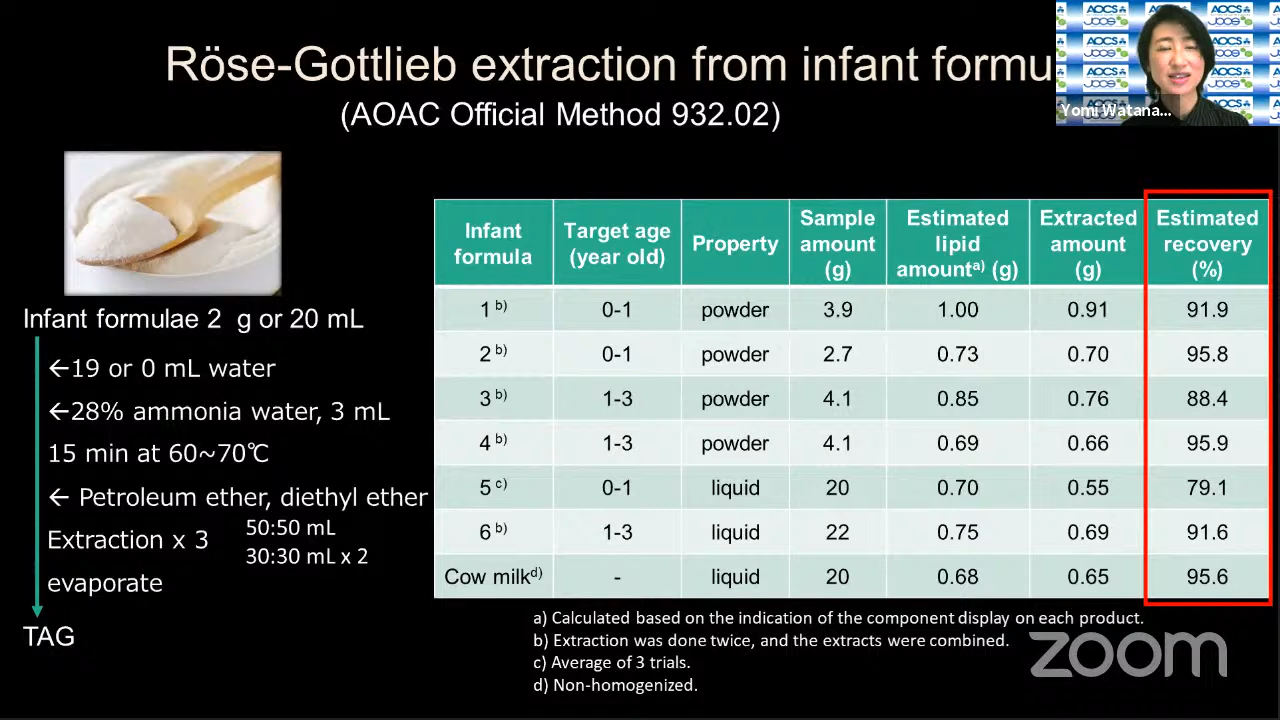 Röse-Gottlieb extraction from infant formu
(AOAC Official Method 932.02)
AOCS
JOCS
Yomi Watana...
Infant formulae 2 g or 20 mL
←19 or 0 mL water
←28% ammonia water, 3 mL
15 min at 60~70℃
← Petroleum ether, diethyl ether
Extraction x 3 50:50 mL
30:30 mL x 2
evaporate
TAG
Infant formula Target age (year old) Property Sample amount (g) Estimated lipid amount a) (g) Extracted amount (g) Estimated recovery (%)
1 b) 0-1 powder 3.9 1.00 0.91 91.9
2 b) 0-1 powder 2.7 0.73 0.70 95.8
3 b) 1-3 powder 4.1 0.85 0.76 88.4
4 b) 1-3 powder 4.1 0.69 0.66 95.9
5 c) 0-1 liquid 20 0.70 0.55 79.1
6 b) 1-3 liquid 22 0.75 0.69 91.6
Cow milk d) - liquid 20 0.68 0.65 95.6
a) Calculated based on the indication of the component display on each product.
b) Extraction was done twice, and the extracts were combined.
c) Average of 3 trials.
d) Non-homogenized.
zoom